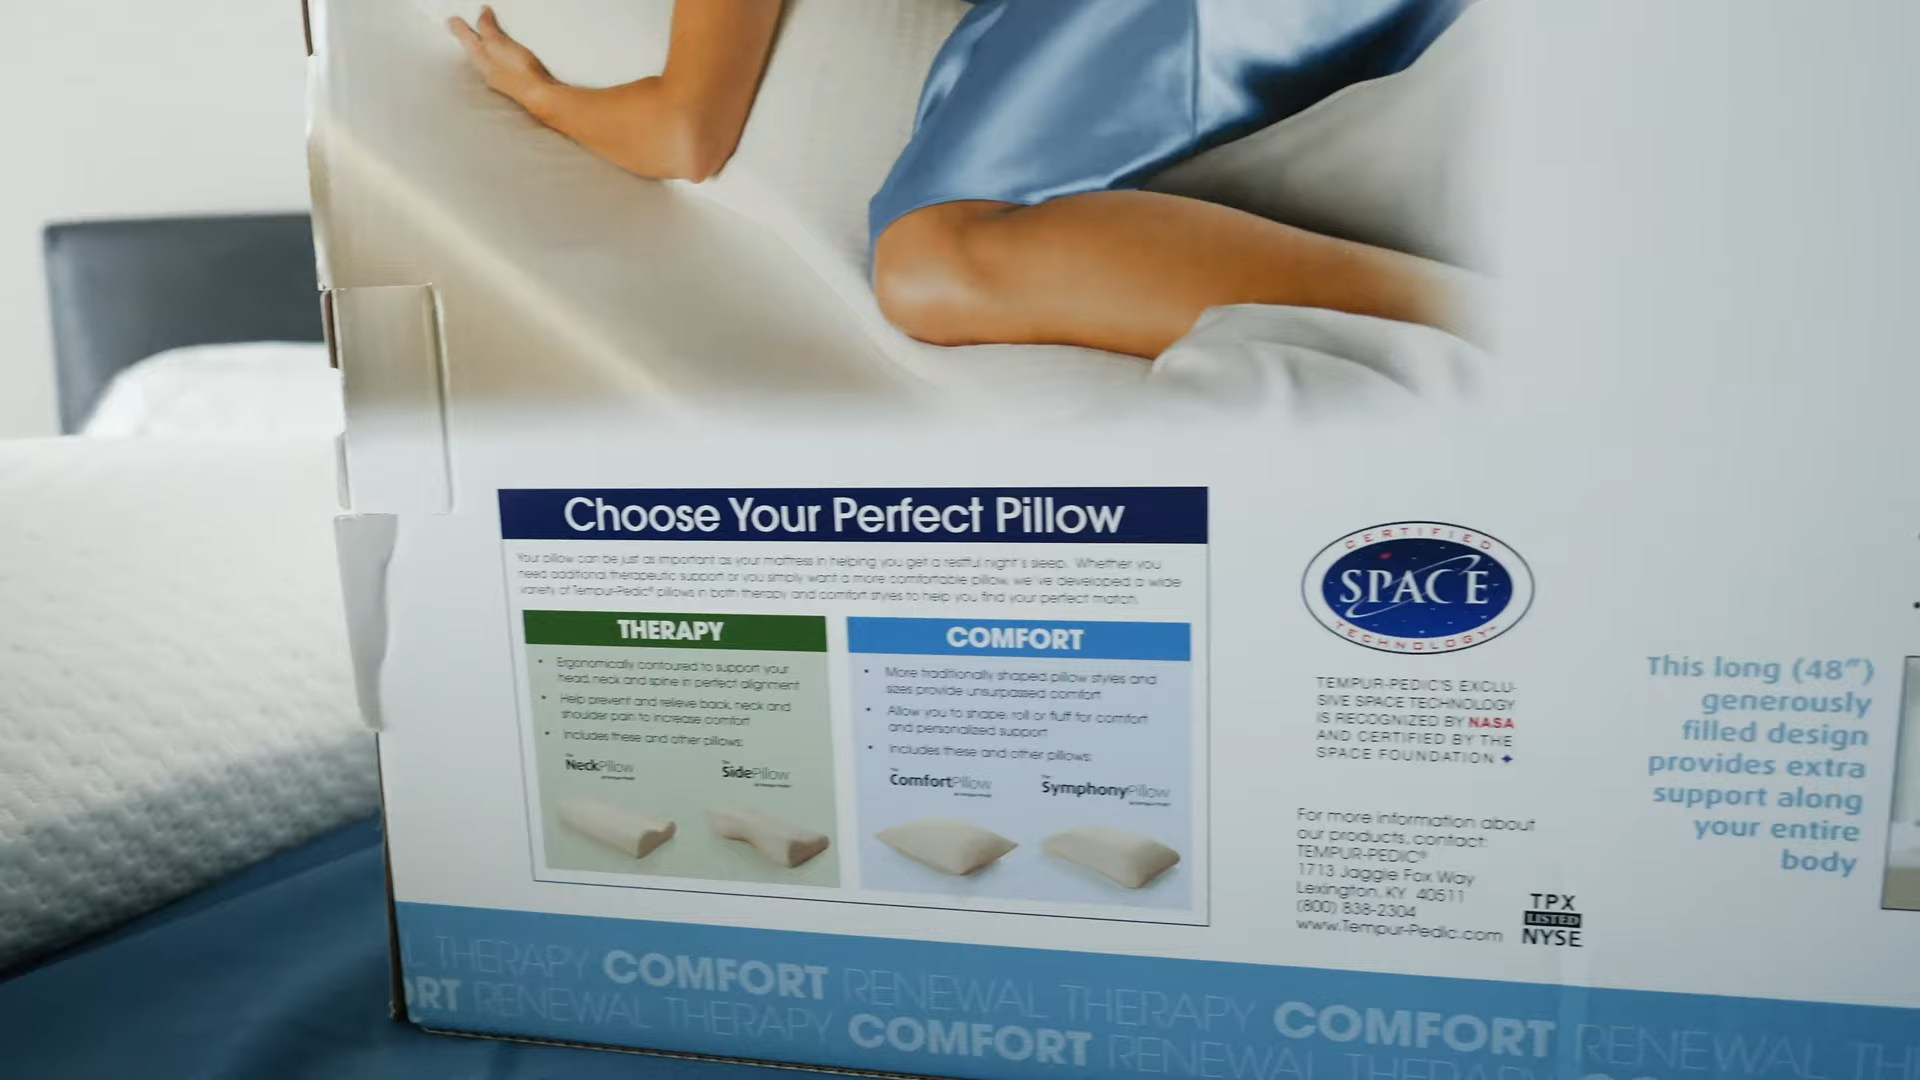 Choose Your Perfect Pillow
Your pillow can be just as important as your mattress in helping you get a restful night's sleep. Whether you
need additional therapeutic support or you simply want a more comfortable pillow, we've developed a wide
variety of Tempur-Pedic® pillows in both therapy and comfort styles to help you find your perfect match.
THERAPY
• Ergonomically contoured to support your
head, neck and spine in perfect alignment
• Help prevent and relieve back, neck and
shoulder pain to increase comfort
• Includes these and other pillows:
The
NeckPillow
The
SidePillow
COMFORT
• More traditionally shaped pillow styles and
sizes provide unsurpassed comfort
• Allow you to shape, roll or fluff for comfort
and personalized support
• Includes these and other pillows:
The
ComfortPillow
The
SymphonyPillow
CERTIFIED
SPACE
TECHNOLOGY
TEMPUR-PEDIC'S EXCLU-
SIVE SPACE TECHNOLOGY
IS RECOGNIZED BY NASA
AND CERTIFIED BY THE
SPACE FOUNDATION
For more information about
our products, contact:
TEMPUR-PEDIC®
1713 Jaggie Fox Way
Lexington, KY 40511
(800) 838-2304
www.Tempur-Pedic.com
TPX
LISTED
NYSE
This long (48")
generously
filled design
provides extra
support along
your entire
body
L THERAPY COMFORT RENEWAL THERAPY COMFORT RENEWAL TH
ORT RENEWAL THERAPY COMFORT RENEWAL THERAP